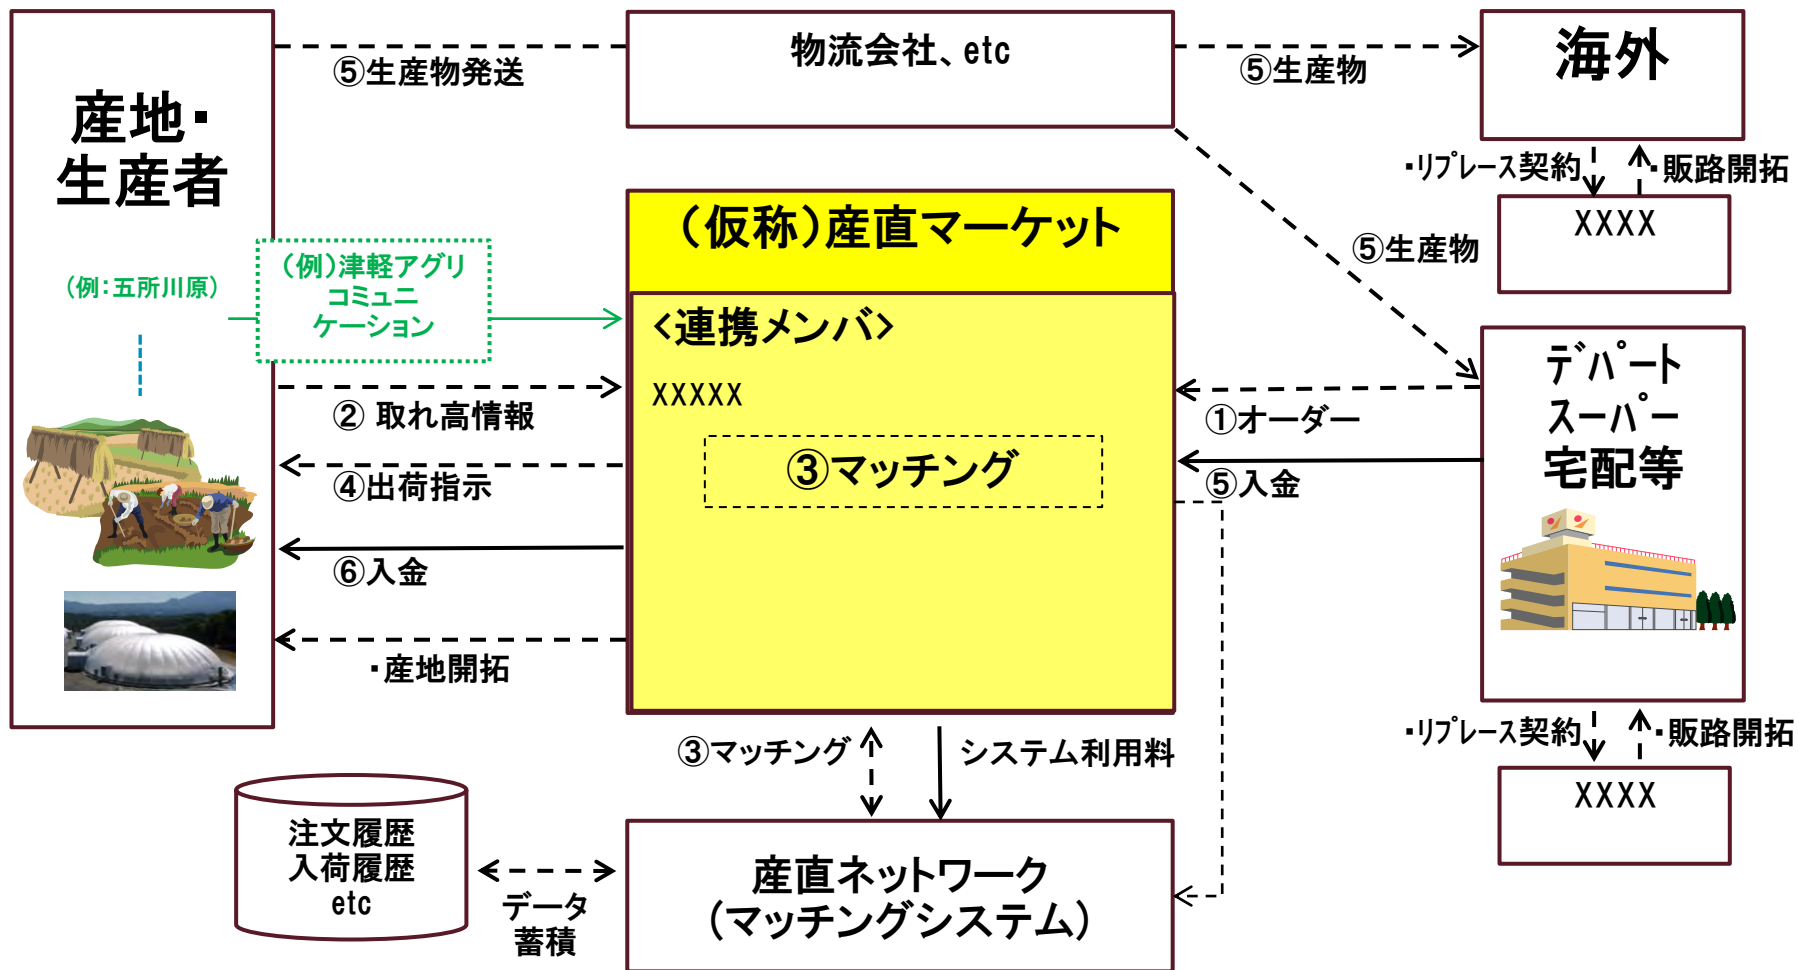 産地・
生産者
（例：五所川原）
⑤生産物発送
物流会社、etc
⑤生産物
海外
・リプレース契約
・販路開拓
XXXX
（仮称）産直マーケット
⑤生産物
（例）津軽アグリ
コミュニ
ケーション
<連携メンバ>
XXXXX
③マッチング
② 取れ高情報
④出荷指示
⑥入金
・産地開拓
①オーダー
⑤入金
デパート
スーパー
宅配等
・リプレース契約
・販路開拓
XXXX
③マッチング
システム利用料
注文履歴
入荷履歴
etc
データ
蓄積
産直ネットワーク
（マッチングシステム）